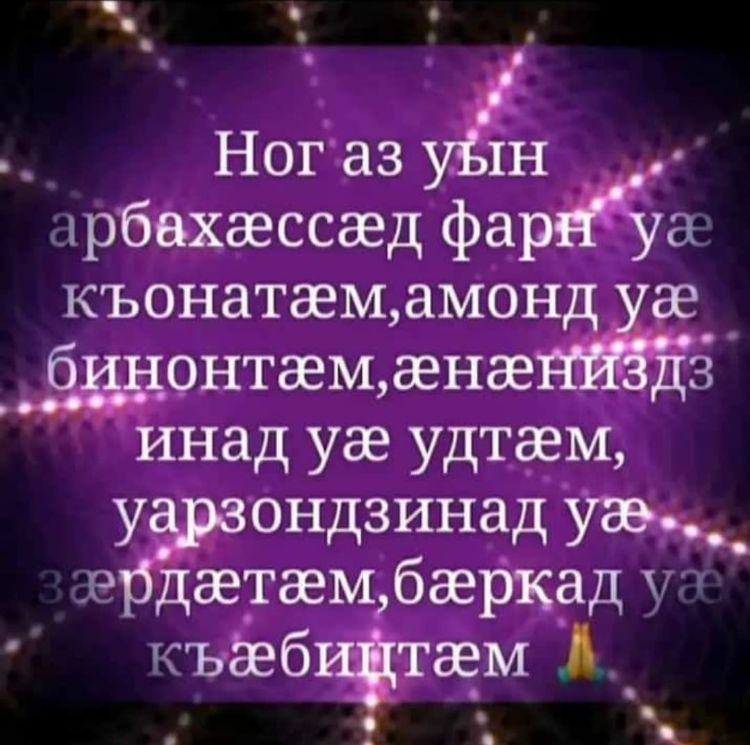 Ног аз уын
арбахæссæд фарн уæ
къонатæм,амонд уæ
бинонтæм,æнæниздз
инад уæ удтæм,
уарзондзинад уæ
зæрдæтæм,бæркад уæ
къæбицтæм 🙏